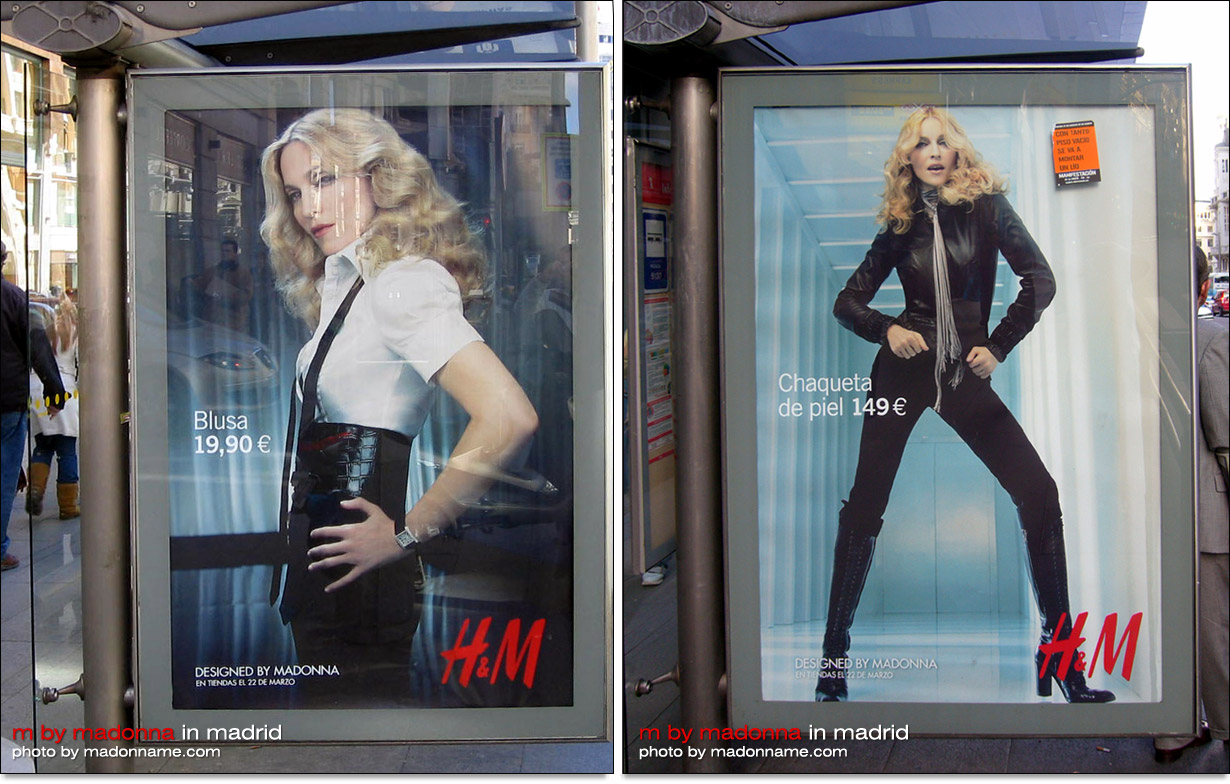 Blusa
19,90 €
DESIGNED BY MADONNA
EN TIENDAS EL 22 DE MARZO
H&M
m by madonna in madrid
photo by madonname.com
CON TANTO
PISO VACIO
SE VA A
MONTAR
UN LIO
MANIFESTACIÓN
Chaqueta
de piel 149 €
DESIGNED BY MADONNA
EN TIENDAS EL 22 DE MARZO
H&M
m by madonna in madrid
photo by madonname.com